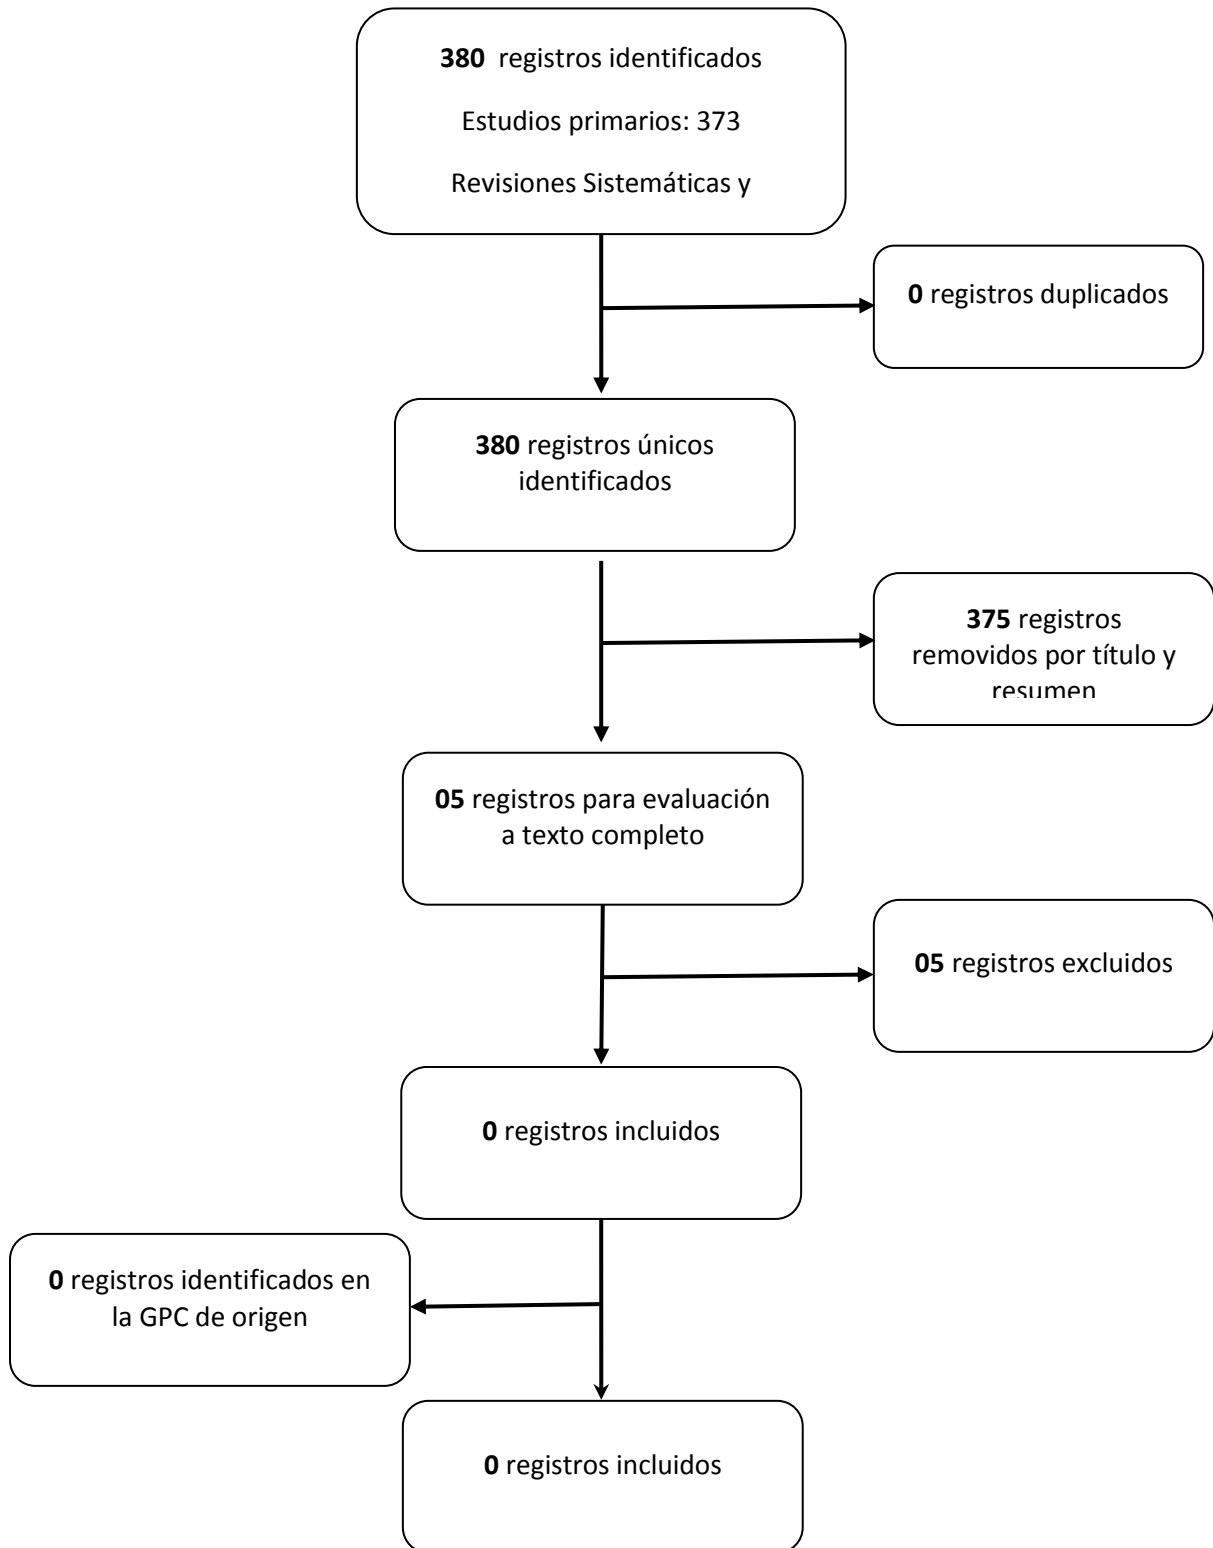 380 registros identificados
Estudios primarios: 373
Revisiones Sistemáticas y
0 registros duplicados
380 registros únicos
identificados
375 registros
removidos por título y
resumen
05 registros para evaluación
a texto completo
05 registros excluidos
0 registros incluidos
0 registros identificados en
la GPC de origen
0 registros incluidos